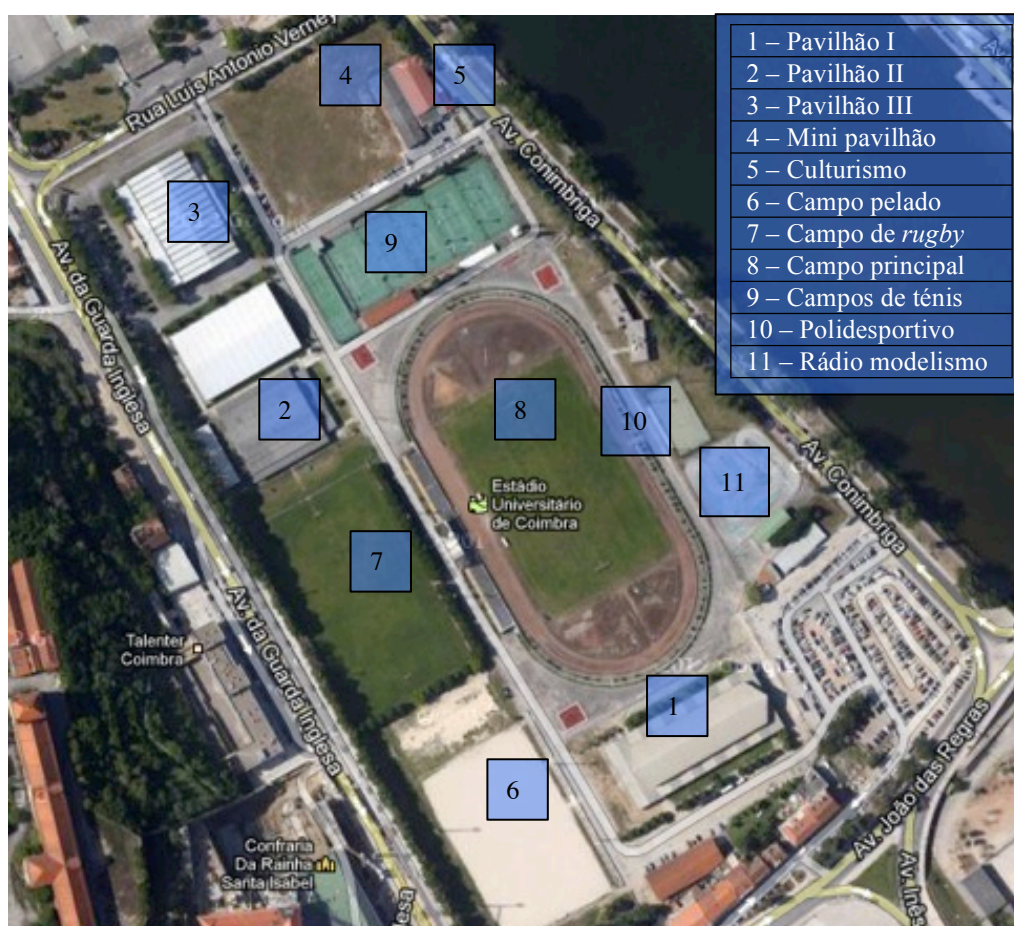 1 – Pavilhão I
2 – Pavilhão II
3 – Pavilhão III
4 – Mini pavilhão
5 – Culturismo
6 – Campo pelado
7 – Campo de rugby
8 – Campo principal
9 – Campos de ténis
10 – Polidesportivo
11 – Rádio modelismo
Rua Luis Antonio Verney
4
5
Av. Conimbriga
3
9
Av. da Guarda Inglesa
2
8
10
11
Av. Conimbriga
Estádio
Universitário
de Coimbra
7
Av. da Guarda Inglesa
Talenter
Coimbra
1
6
Av. João das Regras
Confraria
Da Rainha
Santa Isabel
Av. Inês